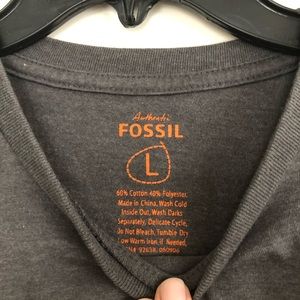 Authentic
FOSSIL
L
60% Cotton 40% Polyester,
Made in China, Wash Cold
Inside Out, Wash Darks
Separately, Delicate Cycle,
Do Not Bleach, Tumble Dry
Low Warm Iron, if Needed,
92638